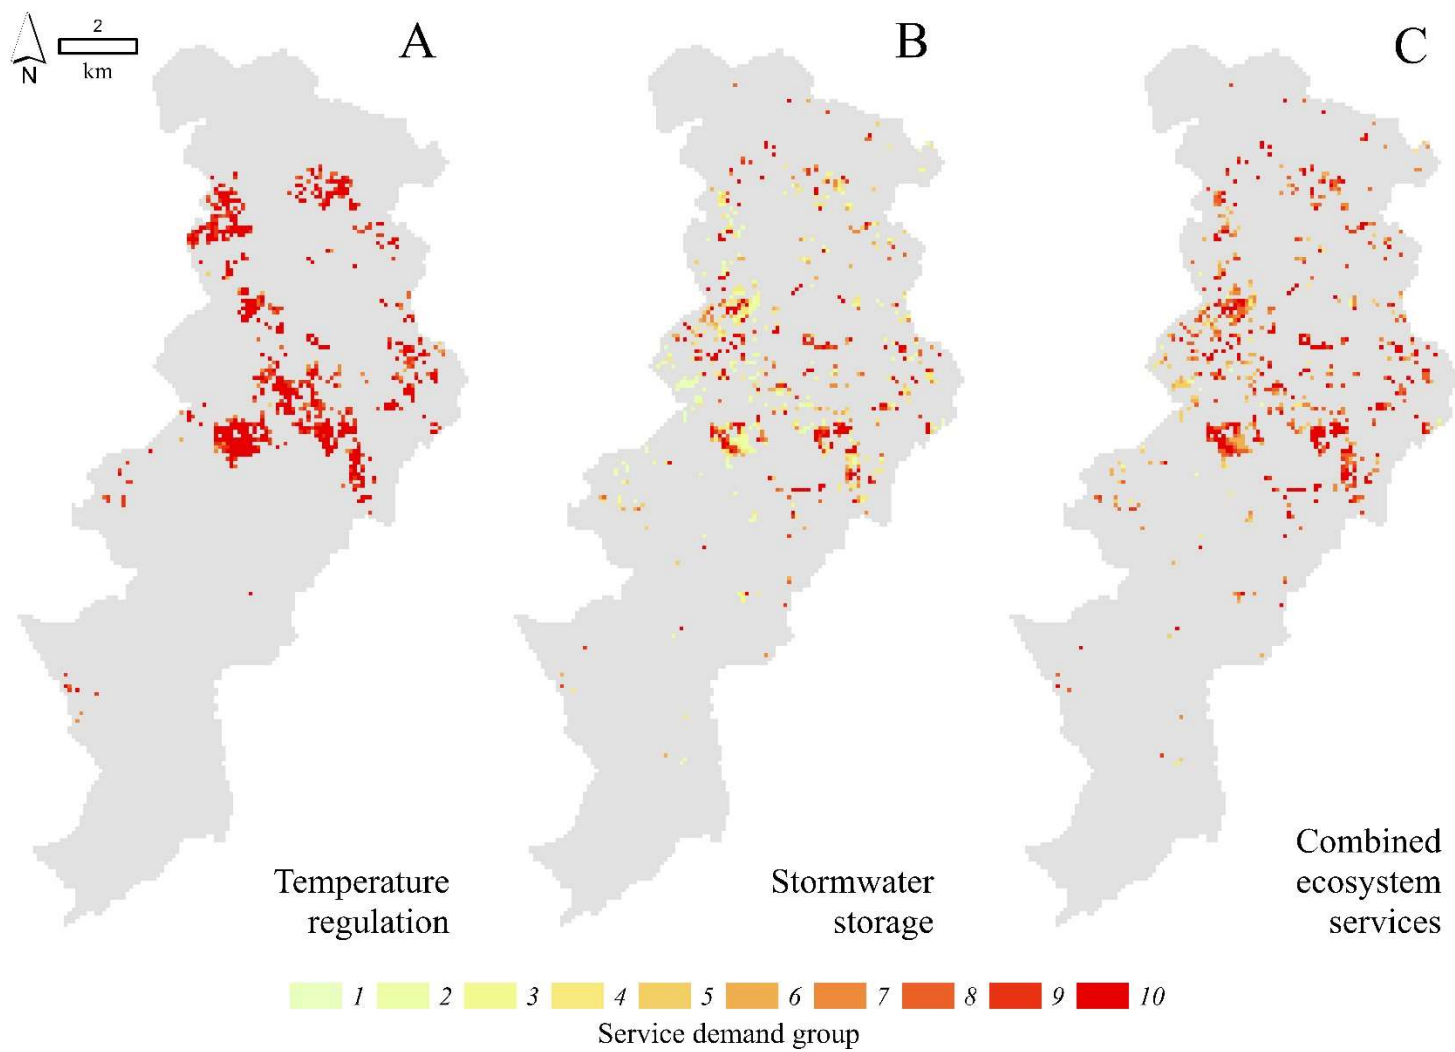 2
km
N
A
B
C
Temperature
regulation
Stormwater
storage
Combined
ecosystem
services
1 2 3 4 5 6 7 8 9 10
Service demand group